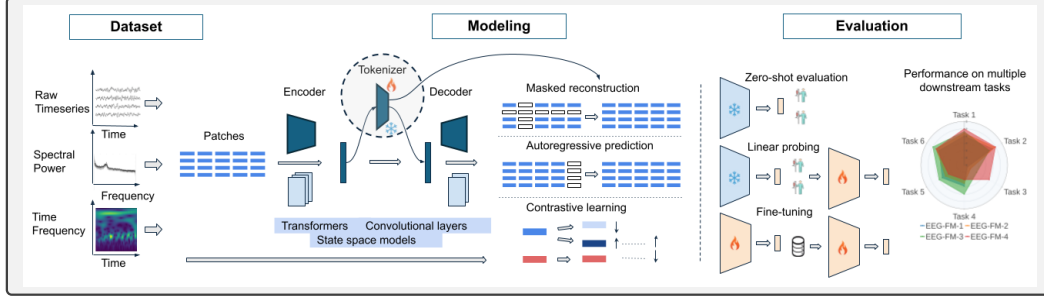 Dataset
Modeling
Evaluation
Raw
Timeseries
Time
Spectral
Power
Frequency
Time
Frequency
Time
Patches
Encoder
Tokenizer
Decoder
Transformers Convolutional layers
State space models
Masked reconstruction
Autoregressive prediction
Contrastive learning
Zero-shot evaluation
Linear probing
Fine-tuning
Performance on multiple
downstream tasks
Task 1
Task 6
Task 2
Task 5
Task 3
Task 4
EEG-FM-1 EEG-FM-2
EEG-FM-3 EEG-FM-4